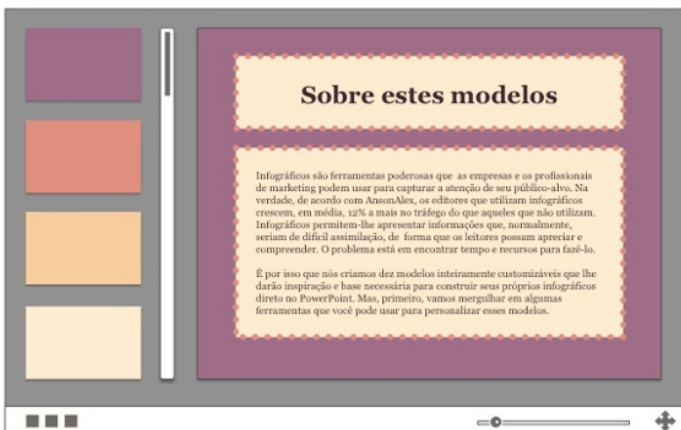 Sobre estes modelos
Infográficos são ferramentas poderosas que as empresas e os profissionais
de marketing podem usar para capturar a atenção de seu público-alvo. Na
verdade, de acordo com AnsonAlex, os editores que utilizam infográficos
crescem, em média, 12% a mais no tráfego do que aqueles que não utilizam.
Infográficos permitem-lhe apresentar informações que, normalmente,
seriam de difícil assimilação, de forma que os leitores possam apreciar e
compreender. O problema está em encontrar tempo e recursos para fazê-lo.
É por isso que nós criamos dez modelos inteiramente customizáveis que lhe
darão inspiração e base necessária para construir seus próprios infográficos
direto no PowerPoint. Mas, primeiro, vamos mergulhar em algumas
ferramentas que você pode usar para personalizar esses modelos.